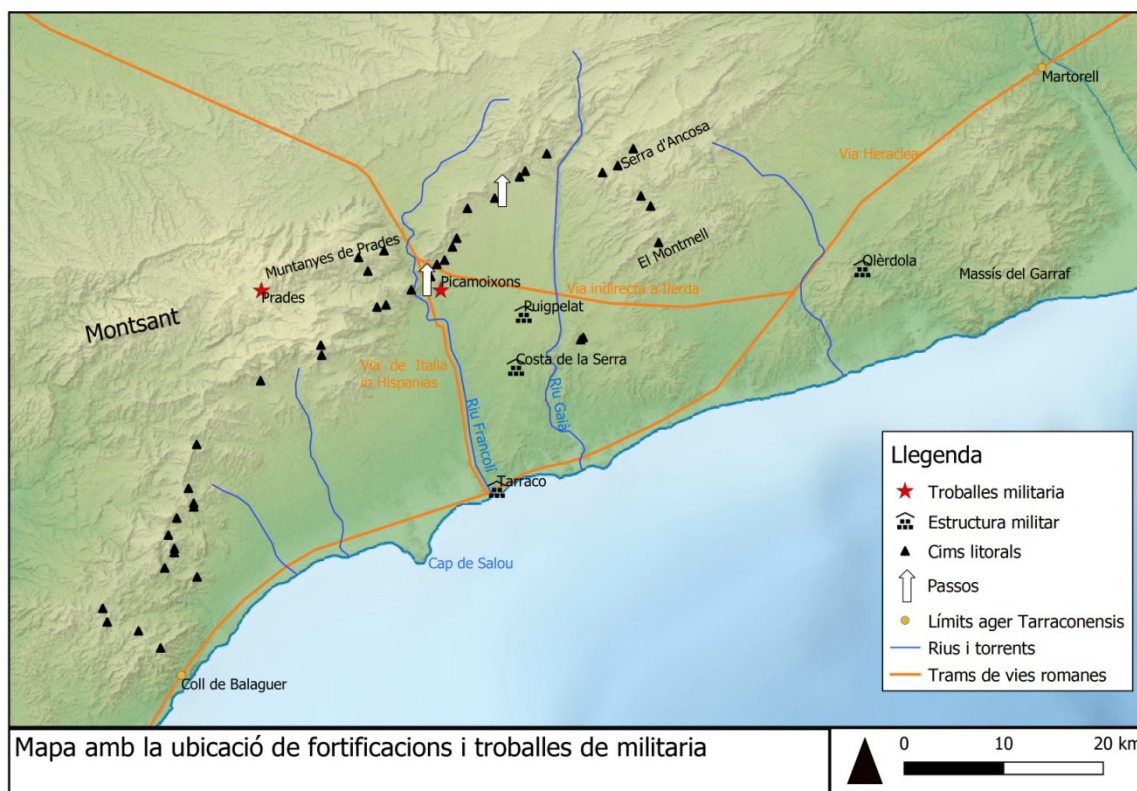 Martorell
Serra d'Ancosa
Via Heraclea
Muntanyes de Prades
El Montmell
Olèrdola
Massís del Garraf
Prades
Picamoixons
Via indirecta a Ilerda
Montsant
Puigpelat
Via de Italia
in Hispanias
Costa de la Serra
Riu Francolí
Riu Gaià
Tarraco
Cap de Salou
Coll de Balaguer
Llegenda
Troballes militaria
Estructura militar
Cims litorals
Passos
Límits ager Tarraconensis
Rius i torrents
Trams de vies romanes
Mapa amb la ubicació de fortificacions i troballes de militaria
0 10 20 km